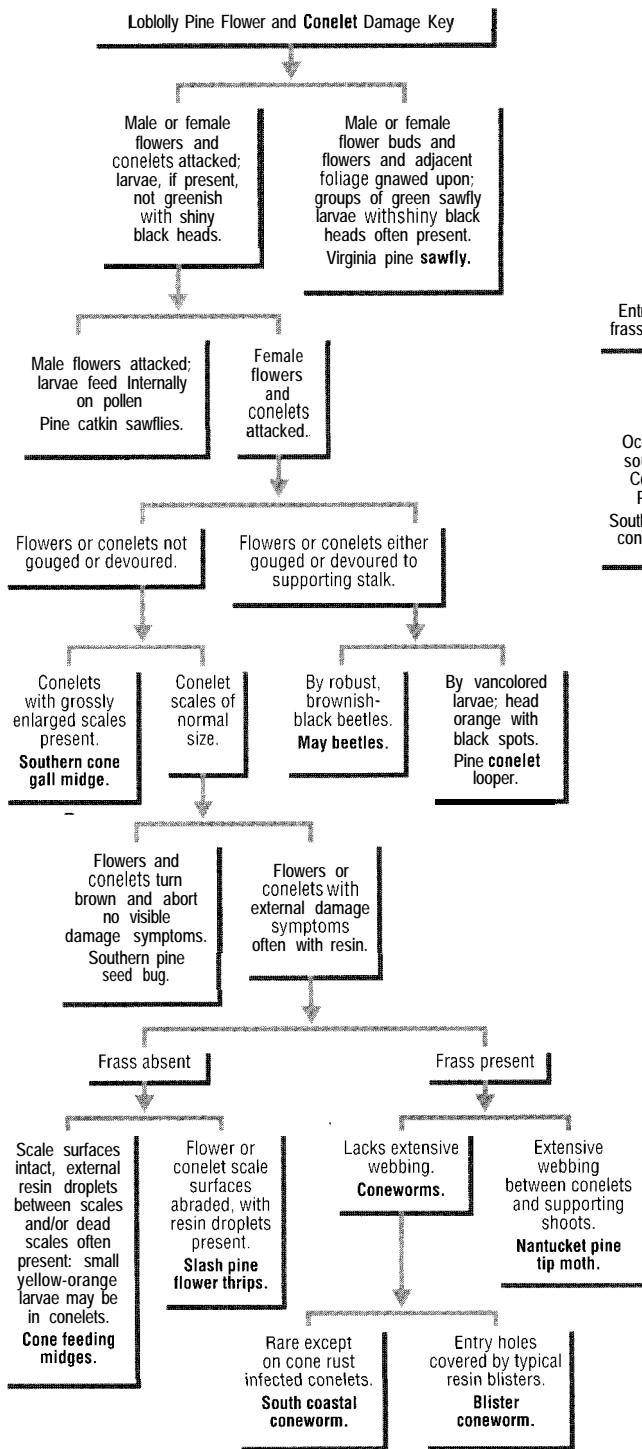 Loblolly Pine Flower and Conelet Damage Key
Male or female
flowers and
conelets attacked;
larvae, if present,
not greenish
with shiny
black heads.
Male or female
flower buds and
flowers and adjacent
foliage gnawed upon;
groups of green sawfly
larvae withshiny black
heads often present.
Virginia pine sawfly.
Male flowers attacked;
larvae feed Internally
on pollen
Pine catkin sawflies.
Female
flowers
and
conelets
attacked.
Flowers or conelets not
gouged or devoured.
Flowers or conelets either
gouged or devoured to
supporting stalk.
Conelets
with grossly
enlarged scales
present.
Southern cone
gall midge.
Conelet
scales of
normal
size.
By robust,
brownish-
black beetles.
May beetles.
By vancolored
larvae; head
orange with
black spots.
Pine conelet
looper.
Flowers and
conelets turn
brown and abort
no visible
damage symptoms.
Southern pine
seed bug.
Flowers or
conelets with
external damage
symptoms
often with resin.
Frass absent
Frass present
Scale surfaces
intact, external
resin droplets
between scales
and/or dead
scales often
present: small
yellow-orange
larvae may be
in conelets.
Cone feeding
midges.
Flower or
conelet scale
surfaces
abraded, with
resin droplets
present.
Slash pine
flower thrips.
Lacks extensive
webbing.
Coneworms.
Extensive
webbing
between conelets
and supporting
shoots.
Nantucket pine
tip moth.
Rare except
on cone rust
infected conelets.
South coastal
coneworm.
Entry holes
covered by typical
resin blisters.
Blister
coneworm.
Entr
frass
Oc
sou
Co
P
South
con